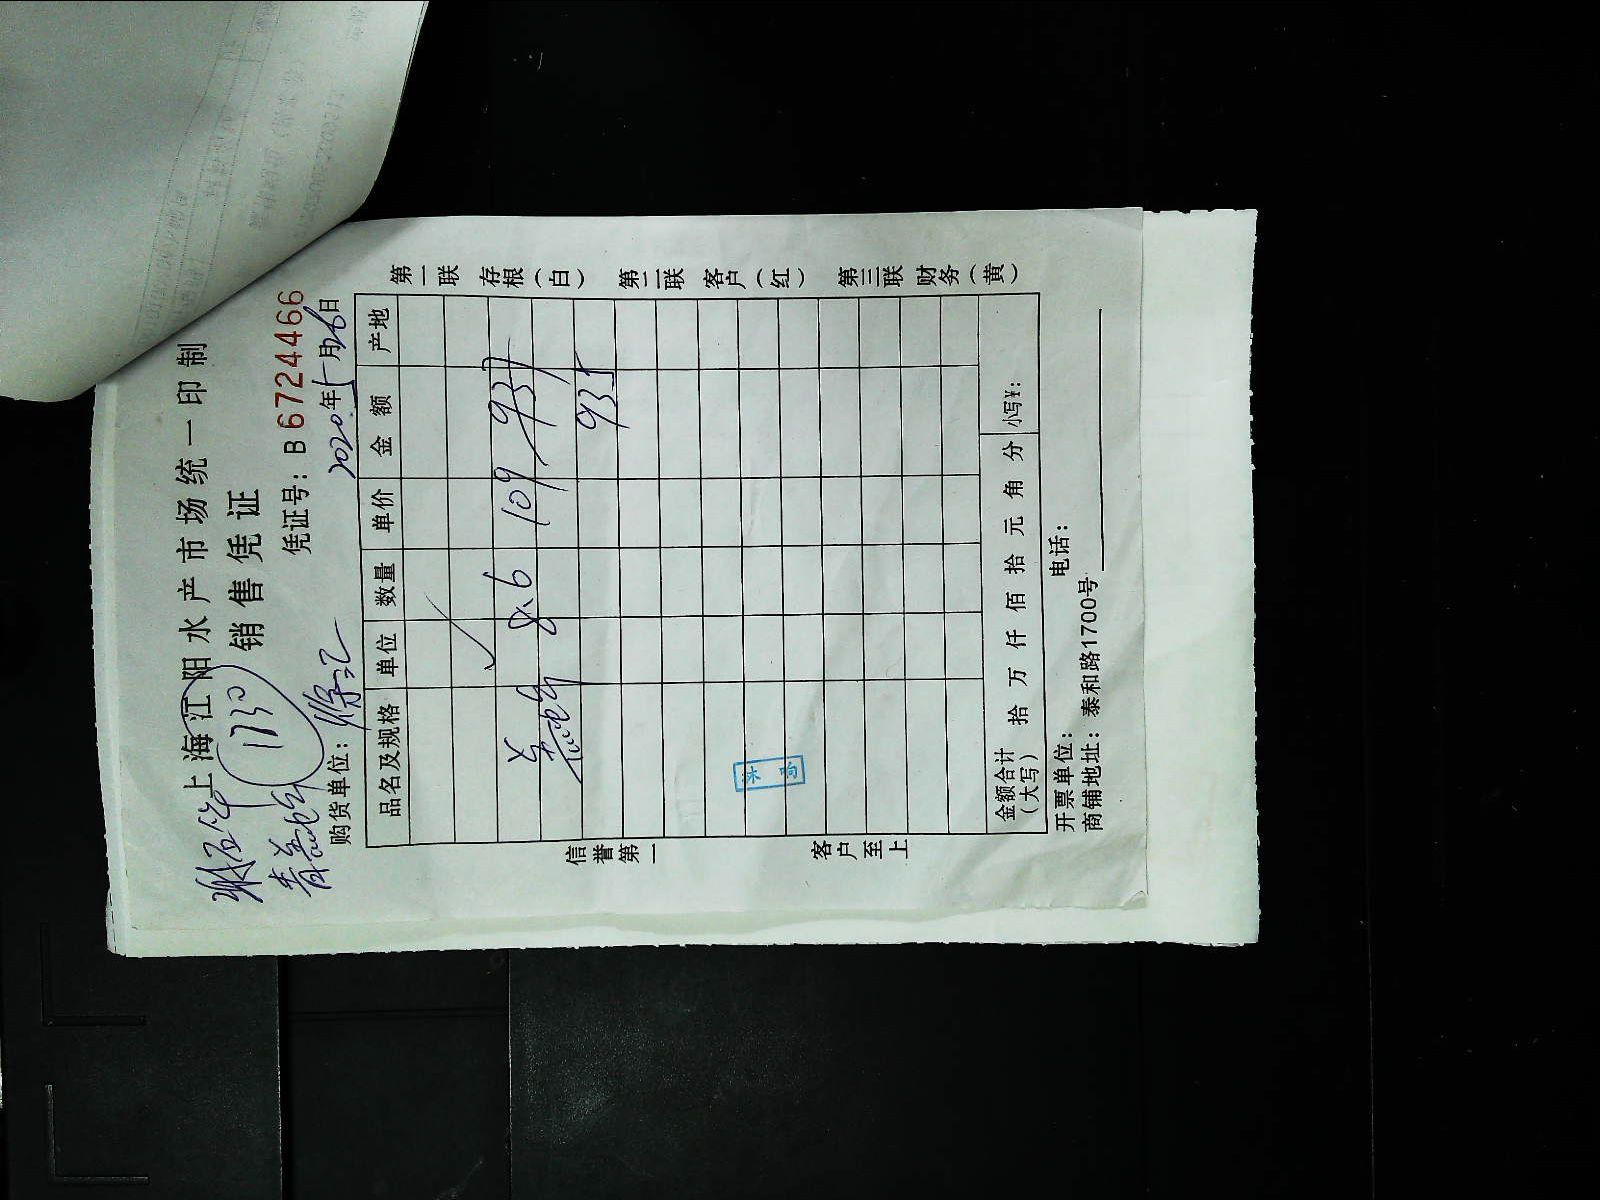 上海江阳水产市场统一印制
销售凭证
1730
凭证号：B 6724466
购货单位：
2020年5月26日
品名及规格 单位 数量 单价 金额 产地
8.6 109 937
935
金额合计（大写） 拾 万 仟 佰 拾 元 角 分 小写¥:
开票单位： 电话：
商铺地址： 泰和路1700号
信誉第一 客户至上
第一联 存根（白） 第二联 客户（红） 第三联 财务（黄）